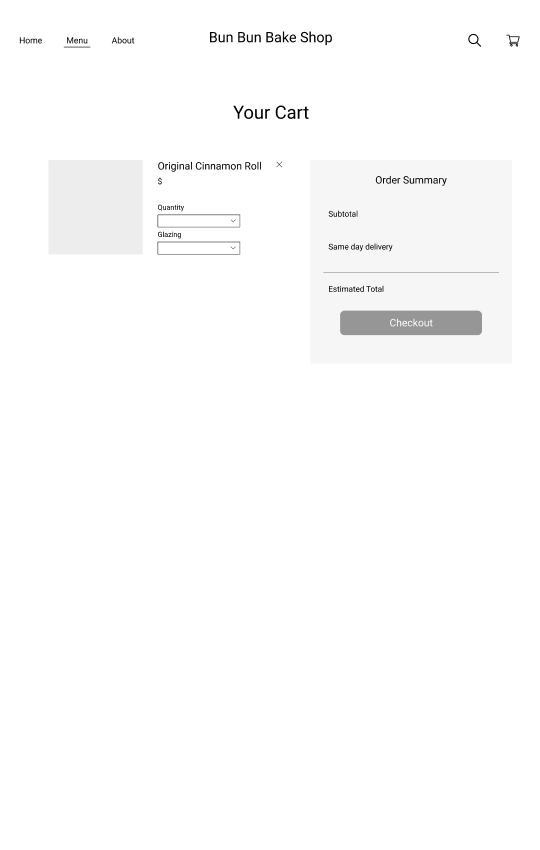 Home
Menu
About
Bun Bun Bake Shop
Your Cart
Original Cinnamon Roll
$
Quantity
Glazing
Order Summary
Subtotal
Same day delivery
Estimated Total
Checkout